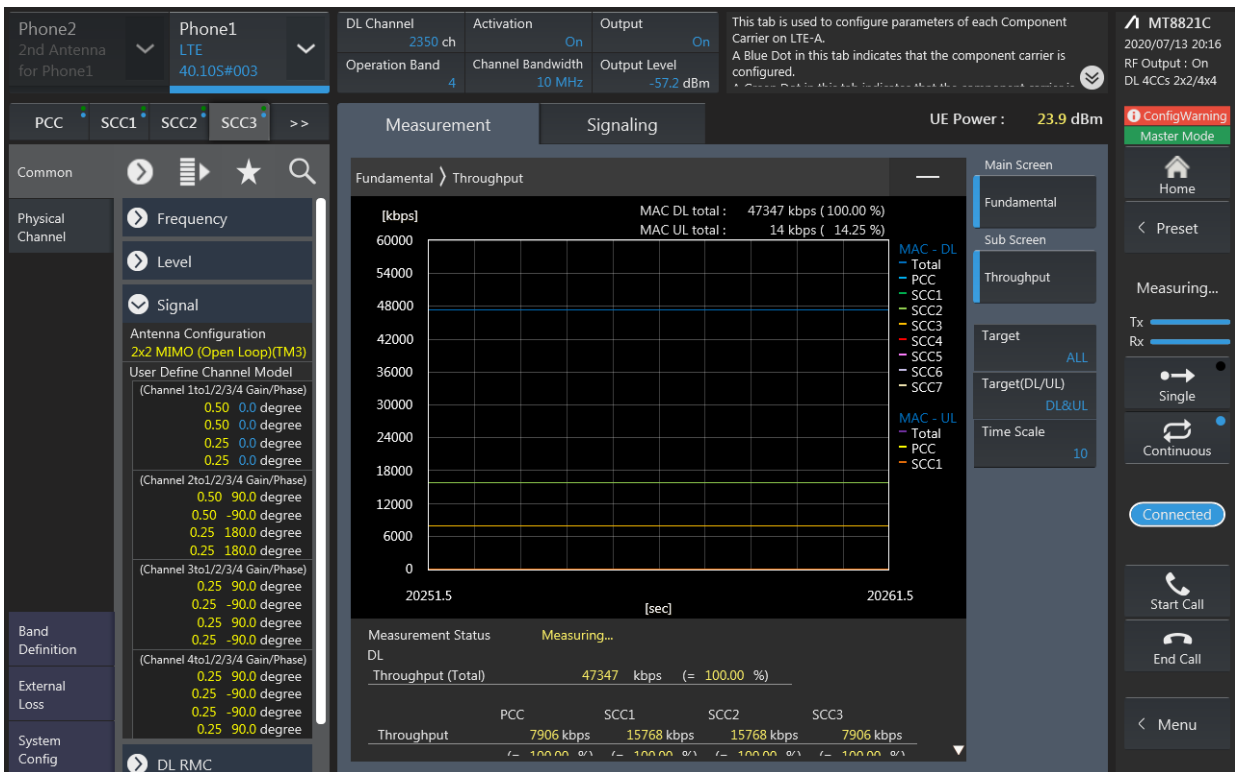 Phone2
2nd Antenna
for Phone1
Phone1
LTE
40.10S#003
DL Channel
2350 ch
Operation Band
4
Activation
On
Channel Bandwidth
10 MHz
Output
On
Output Level
-57.2 dBm
This tab is used to configure parameters of each Component
Carrier on LTE-A.
A Blue Dot in this tab indicates that the component carrier is
configured.
MT8821C
2020/07/13 20:16
RF Output : On
DL 4CCs 2x2/4x4
PCC SCC1 SCC2 SCC3 >>
Measurement
Signaling
UE Power : 23.9 dBm
ConfigWarning
Master Mode
Common
Physical
Channel
Band
Definition
External
Loss
System
Config
Frequency
Level
Signal
Antenna Configuration
2x2 MIMO (Open Loop)(TM3)
User Define Channel Model
(Channel 1to1/2/3/4 Gain/Phase)
0.50 0.0 degree
0.50 0.0 degree
0.25 0.0 degree
0.25 0.0 degree
(Channel 2to1/2/3/4 Gain/Phase)
0.50 90.0 degree
0.50 -90.0 degree
0.25 180.0 degree
0.25 180.0 degree
(Channel 3to1/2/3/4 Gain/Phase)
0.25 90.0 degree
0.25 -90.0 degree
0.25 90.0 degree
0.25 -90.0 degree
(Channel 4to1/2/3/4 Gain/Phase)
0.25 90.0 degree
0.25 -90.0 degree
0.25 -90.0 degree
0.25 90.0 degree
DL RMC
Fundamental ❭ Throughput
[kbps]
MAC DL total : 47347 kbps ( 100.00 %)
MAC UL total : 14 kbps ( 14.25 %)
60000
54000
48000
42000
36000
30000
24000
18000
12000
6000
0
20251.5
20261.5
[sec]
MAC - DL
Total
PCC
SCC1
SCC2
SCC3
SCC4
SCC5
SCC6
SCC7
MAC - UL
Total
PCC
SCC1
Measurement Status Measuring...
DL
Throughput (Total) 47347 kbps (= 100.00 %)
PCC SCC1 SCC2 SCC3
Throughput 7906 kbps 15768 kbps 15768 kbps 7906 kbps
(= 100.00 %) (= 100.00 %) (= 100.00 %) (= 100.00 %)
Main Screen
Fundamental
Sub Screen
Throughput
Target
ALL
Target(DL/UL)
DL&UL
Time Scale
10
Home
< Preset
Measuring...
Tx
Rx
Single
Continuous
Connected
Start Call
End Call
< Menu